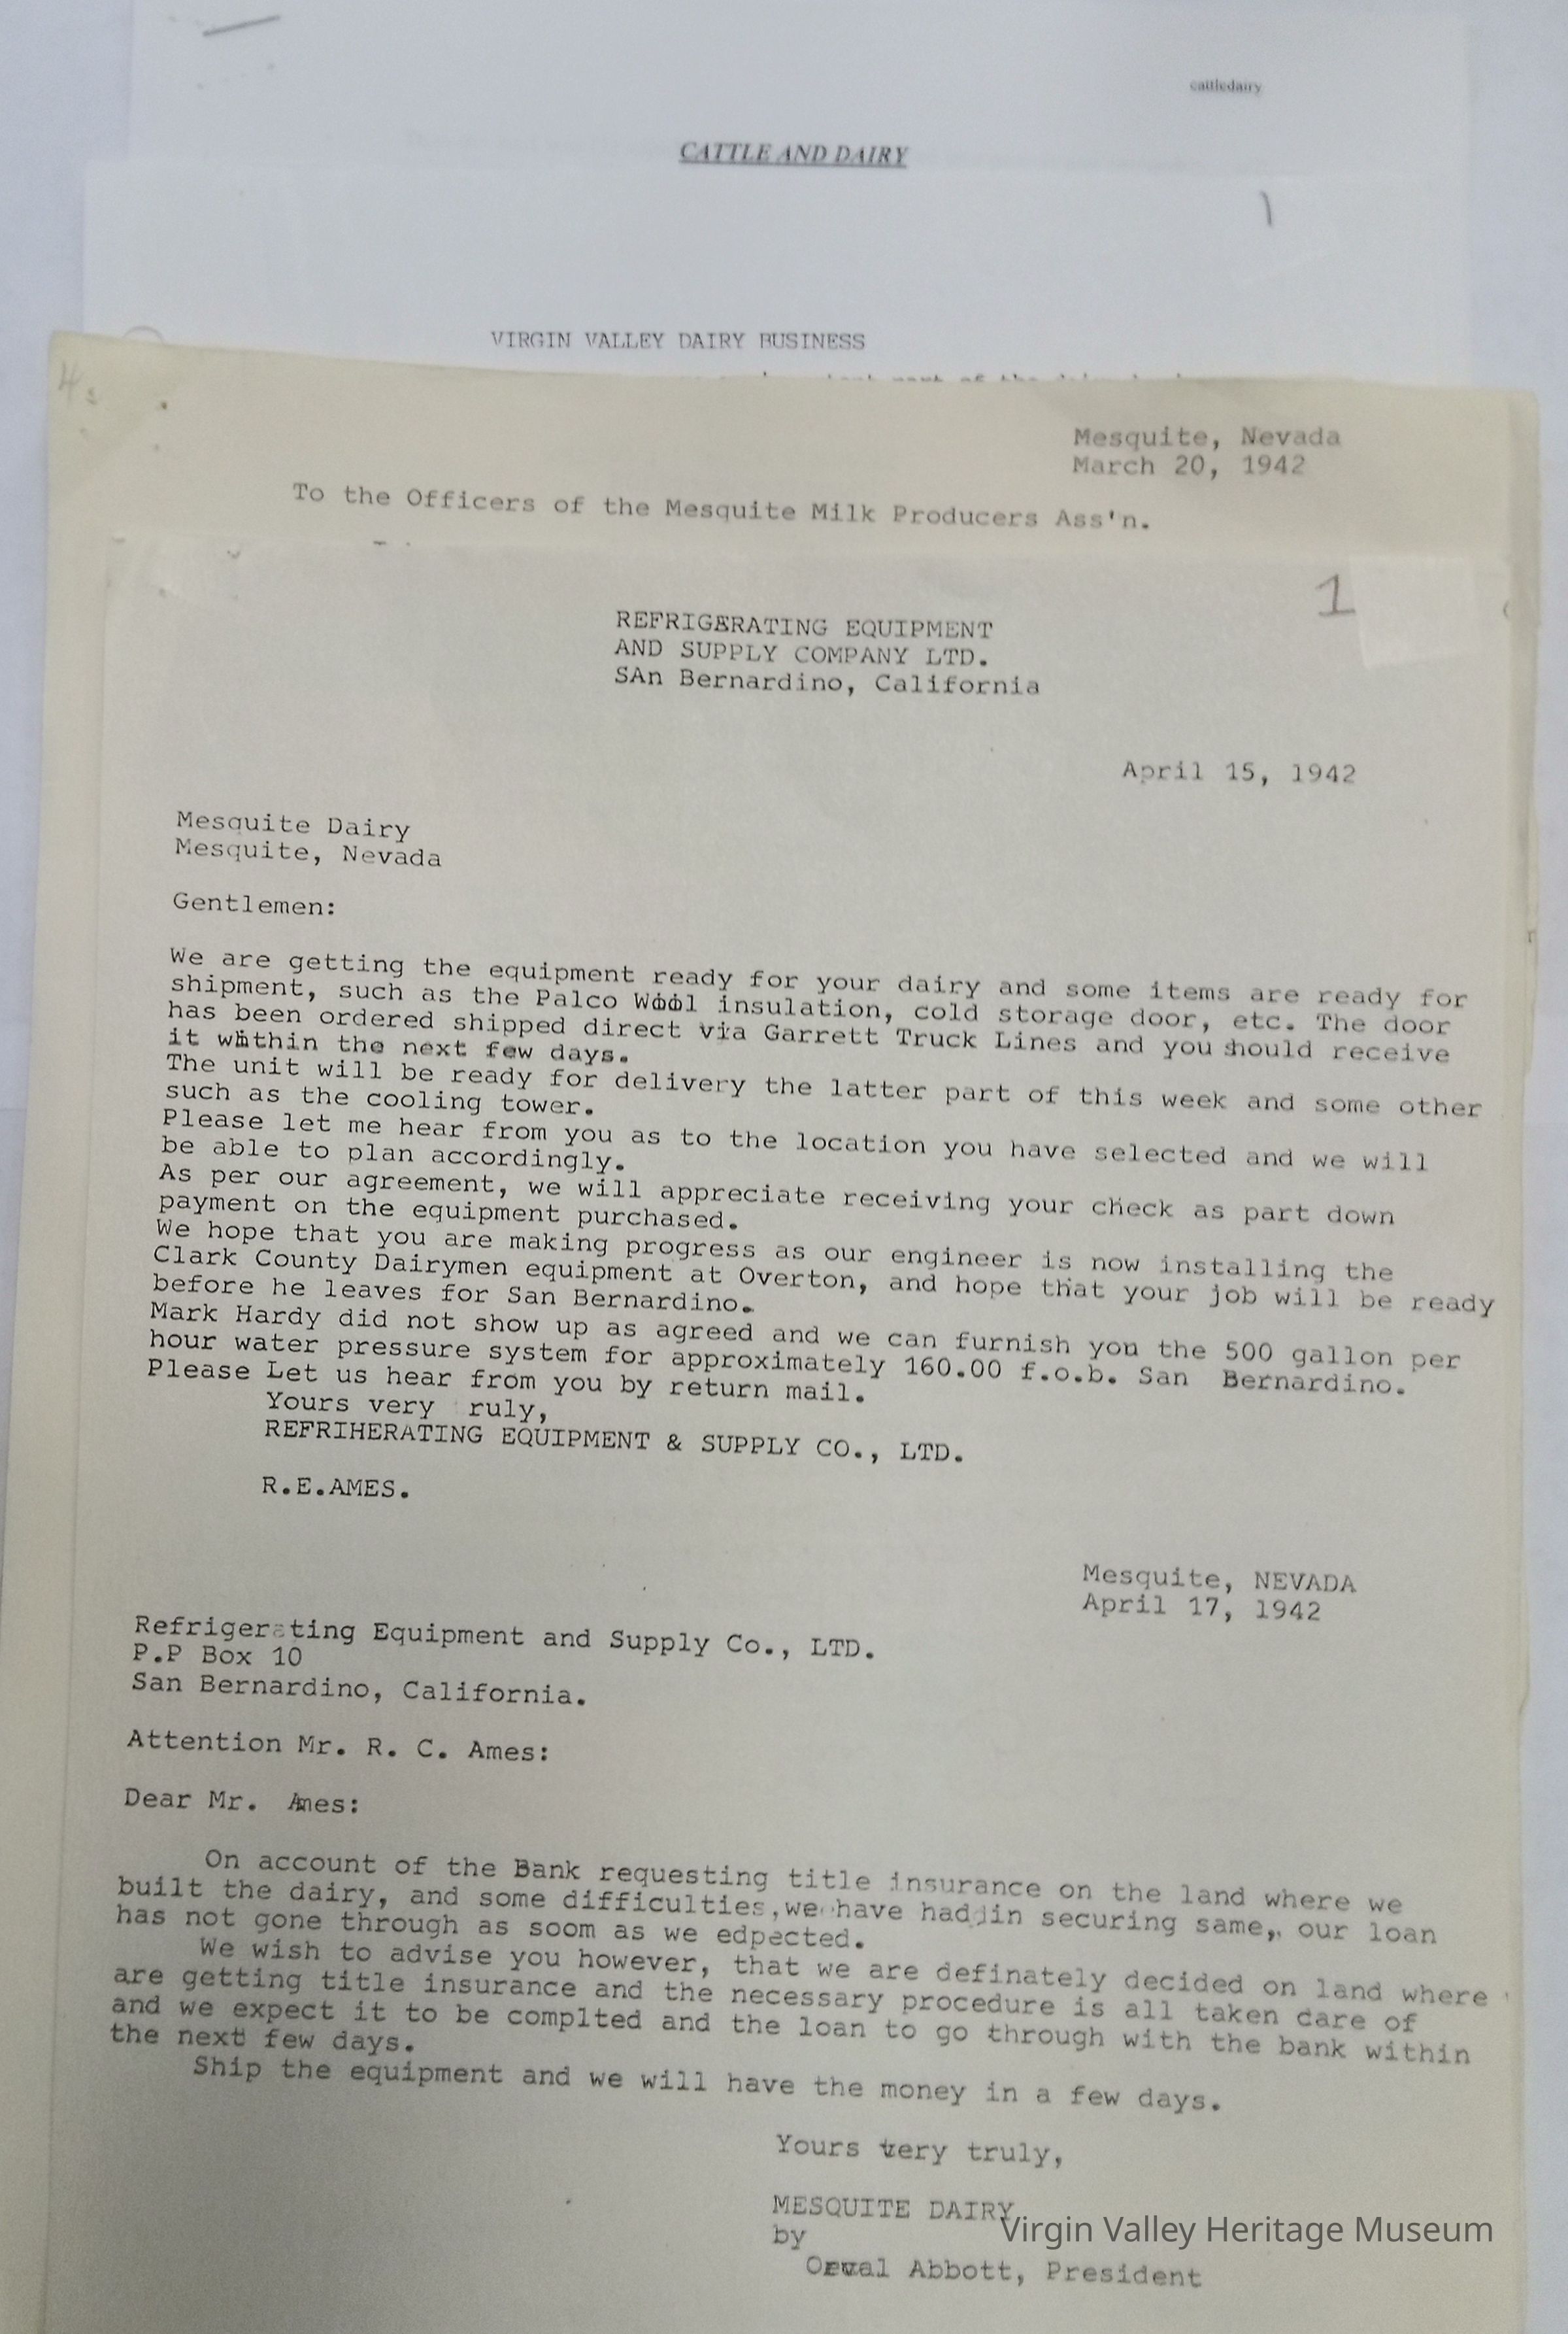 cattledairy
CATTLE AND DAIRY
VIRGIN VALLEY DAIRY BUSINESS
Mesquite, Nevada
March 20, 1942
To the Officers of the Mesquite Milk Producers Ass'n.
1
REFRIGERATING EQUIPMENT
AND SUPPLY COMPANY LTD.
SAn Bernardino, California
April 15, 1942
Mesquite Dairy
Mesquite, Nevada
Gentlemen:
We are getting the equipment ready for your dairy and some items are ready for
shipment, such as the Palco Wool insulation, cold storage door, etc. The door
has been ordered shipped direct via Garrett Truck Lines and you should receive
it within the next few days.
The unit will be ready for delivery the latter part of this week and some other
such as the cooling tower.
Please let me hear from you as to the location you have selected and we will
be able to plan accordingly.
As per our agreement, we will appreciate receiving your check as part down
payment on the equipment purchased.
We hope that you are making progress as our engineer is now installing the
Clark County Dairymen equipment at Overton, and hope that your job will be ready
before he leaves for San Bernardino.
Mark Hardy did not show up as agreed and we can furnish you the 500 gallon per
hour water pressure system for approximately 160.00 f.o.b. San Bernardino.
Please Let us hear from you by return mail.
Yours very ruly,
REFRIHERATING EQUIPMENT & SUPPLY CO., LTD.
R.E.AMES.
Mesquite, NEVADA
April 17, 1942
Refrigerating Equipment and Supply Co., LTD.
P.P Box 10
San Bernardino, California.
Attention Mr. R. C. Ames:
Dear Mr. Ames:
On account of the Bank requesting title insurance on the land where we
built the dairy, and some difficulties,we have had in securing same, our loan
has not gone through as soom as we edpected.
We wish to advise you however, that we are definately decided on land where
are getting title insurance and the necessary procedure is all taken care of
and we expect it to be complted and the loan to go through with the bank within
the next few days.
Ship the equipment and we will have the money in a few days.
Yours very truly,
MESQUITE DAIRY
by
Orval Abbott, President
Virgin Valley Heritage Museum